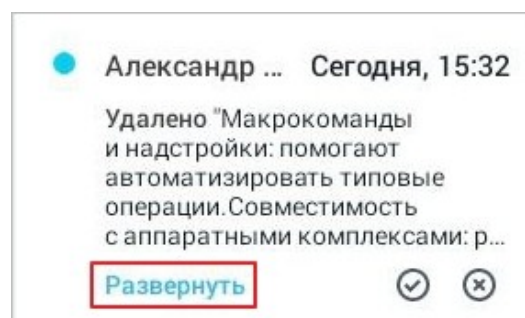 Александр ... Сегодня, 15:32
Удалено "Макрокоманды
и надстройки: помогают
автоматизировать типовые
операции.Совместимость
с аппаратными комплексами: р...
Развернуть